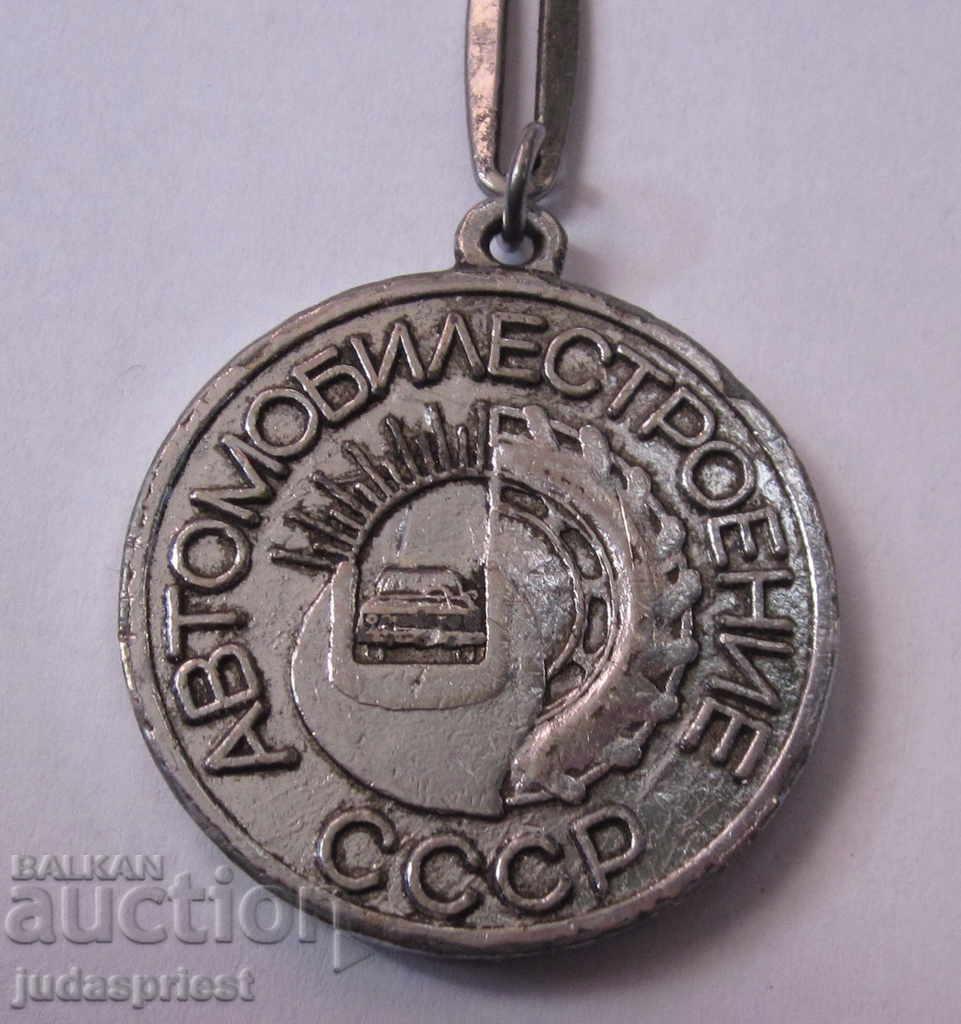 АВТОМОБИЛЕСТРОЕНИЕ
СССР
BALKAN
auction
judaspriest